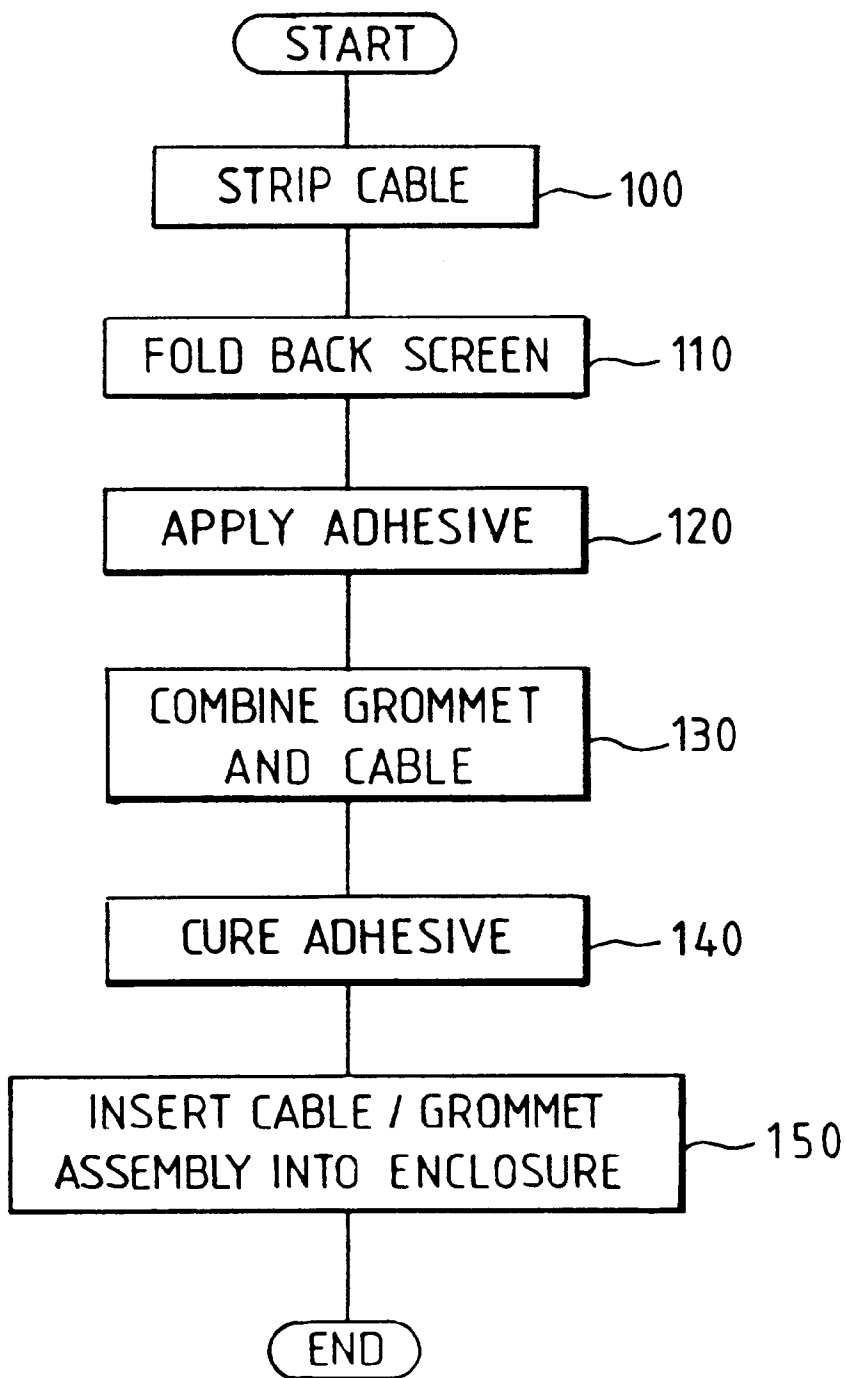 START
STRIP CABLE
100
FOLD BACK SCREEN
110
APPLY ADHESIVE
120
COMBINE GROMMET
AND CABLE
130
CURE ADHESIVE
140
INSERT CABLE / GROMMET
ASSEMBLY INTO ENCLOSURE
150
END